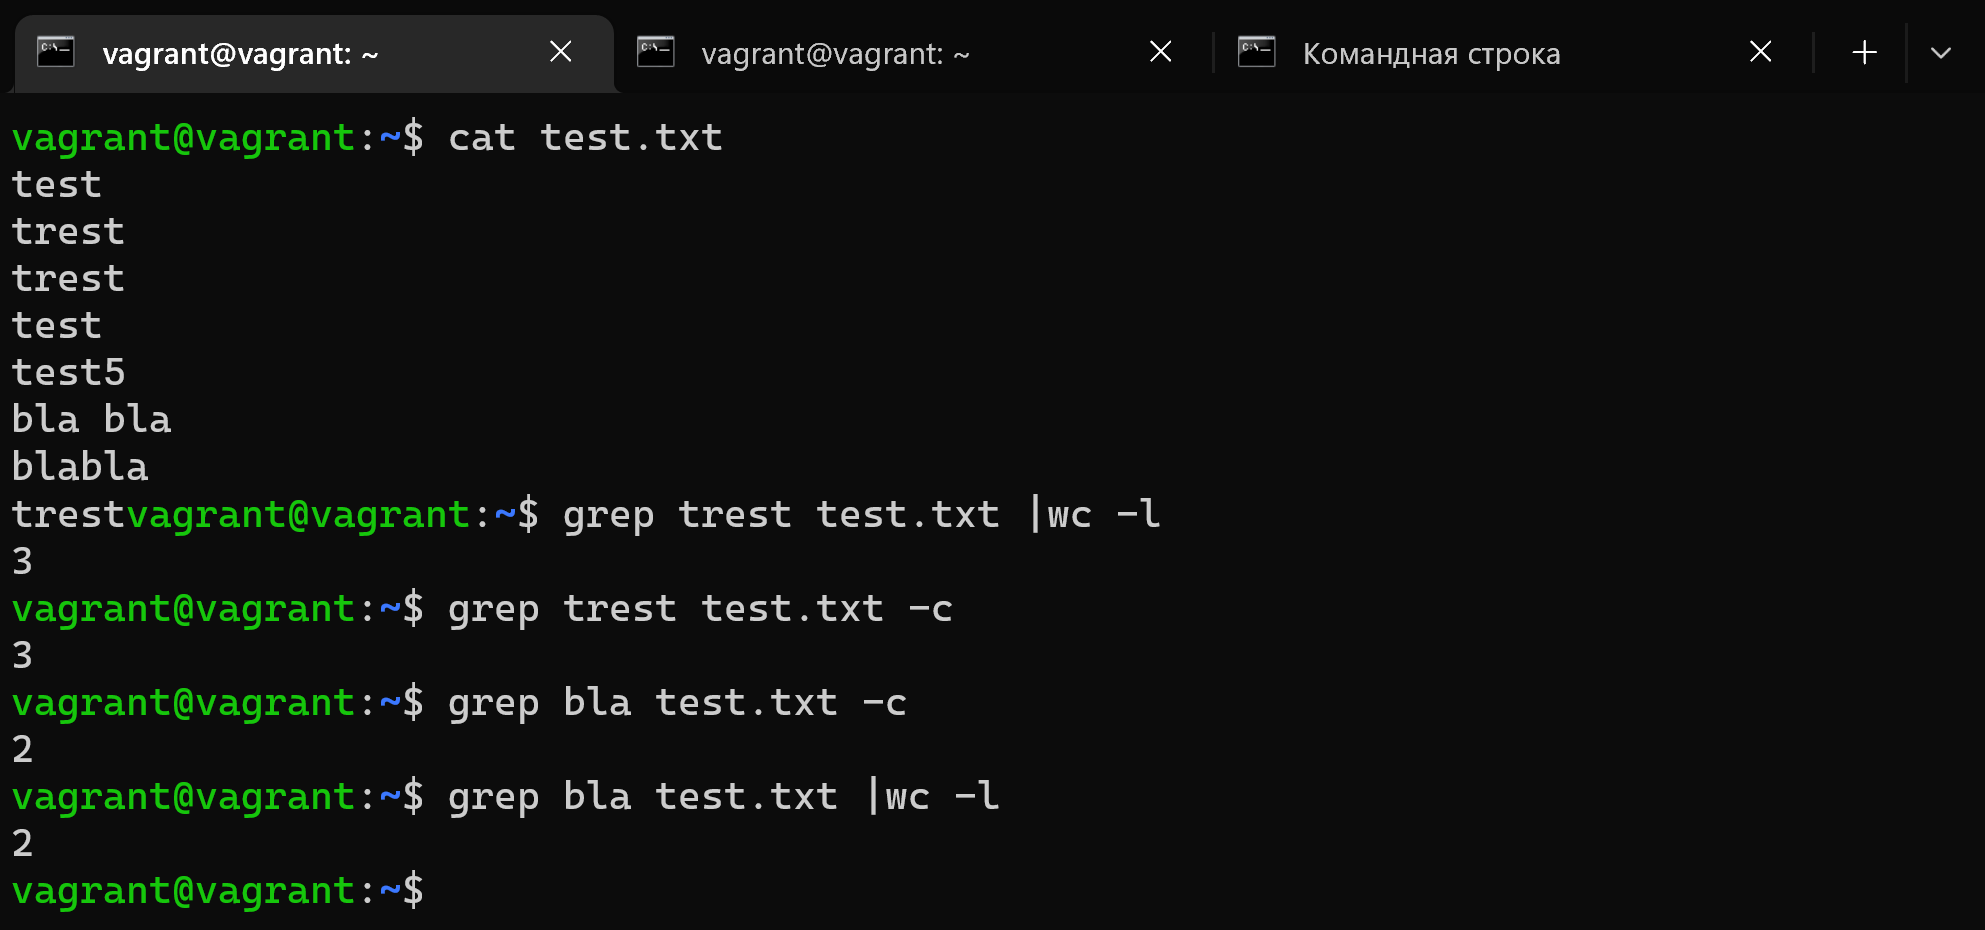 vagrant@vagrant: ~ vagrant@vagrant: ~ Командная строка
vagrant@vagrant:~$ cat test.txt
test
trest
trest
test
test5
bla bla
blabla
trestvagrant@vagrant:~$ grep trest test.txt |wc -l
3
vagrant@vagrant:~$ grep trest test.txt -c
3
vagrant@vagrant:~$ grep bla test.txt -c
2
vagrant@vagrant:~$ grep bla test.txt |wc -l
2
vagrant@vagrant:~$